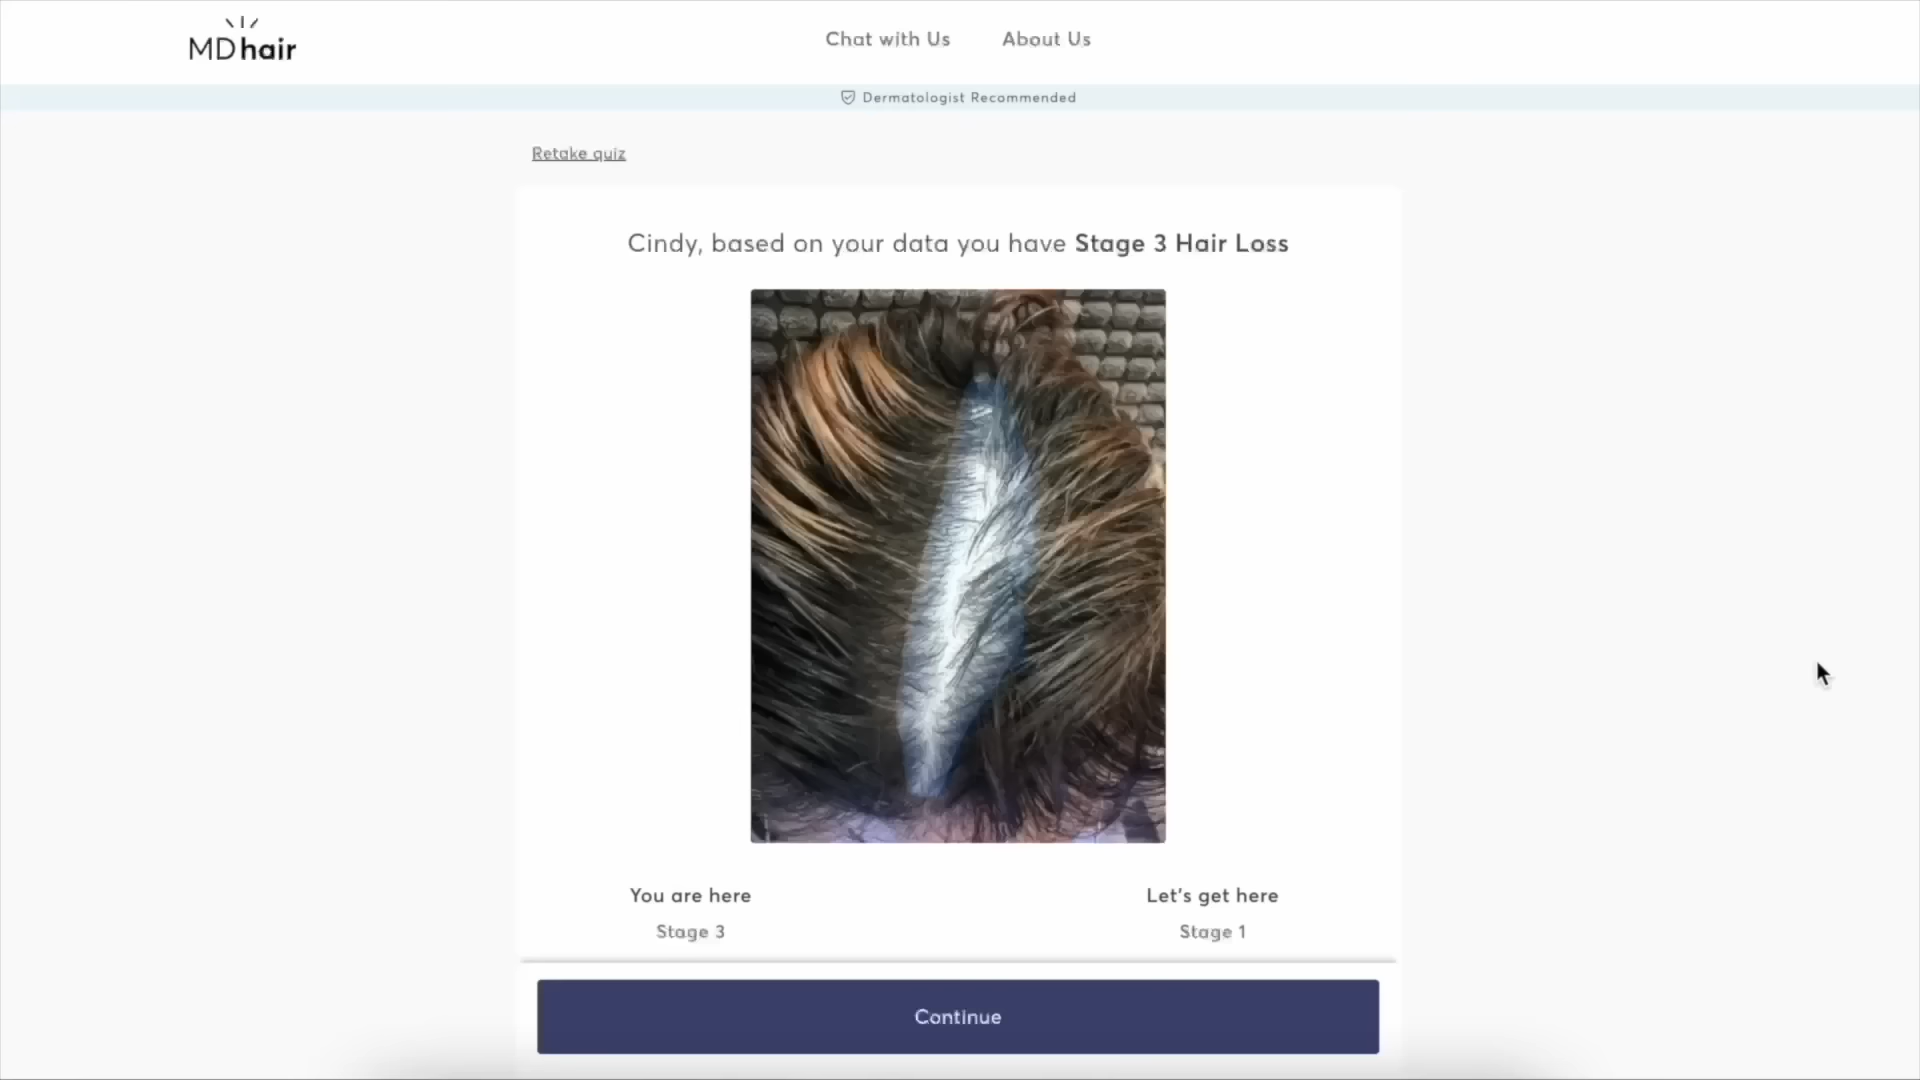 MDhair
Chat with Us
About Us
Dermatologist Recommended
Retake quiz
Cindy, based on your data you have Stage 3 Hair Loss
You are here
Let's get here
Stage 3
Stage 1
Continue